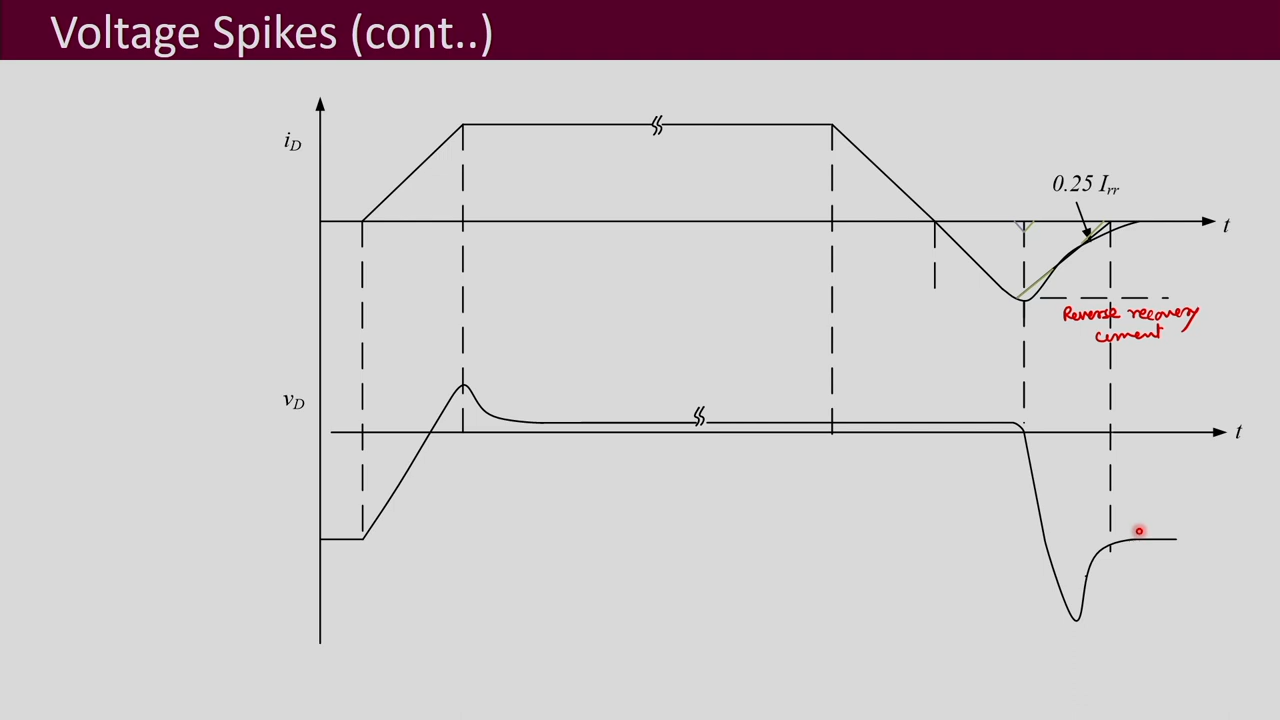 Voltage Spikes (cont..)
i_D
0.25 I_rr
t
Reverse recovery
current
v_D
t